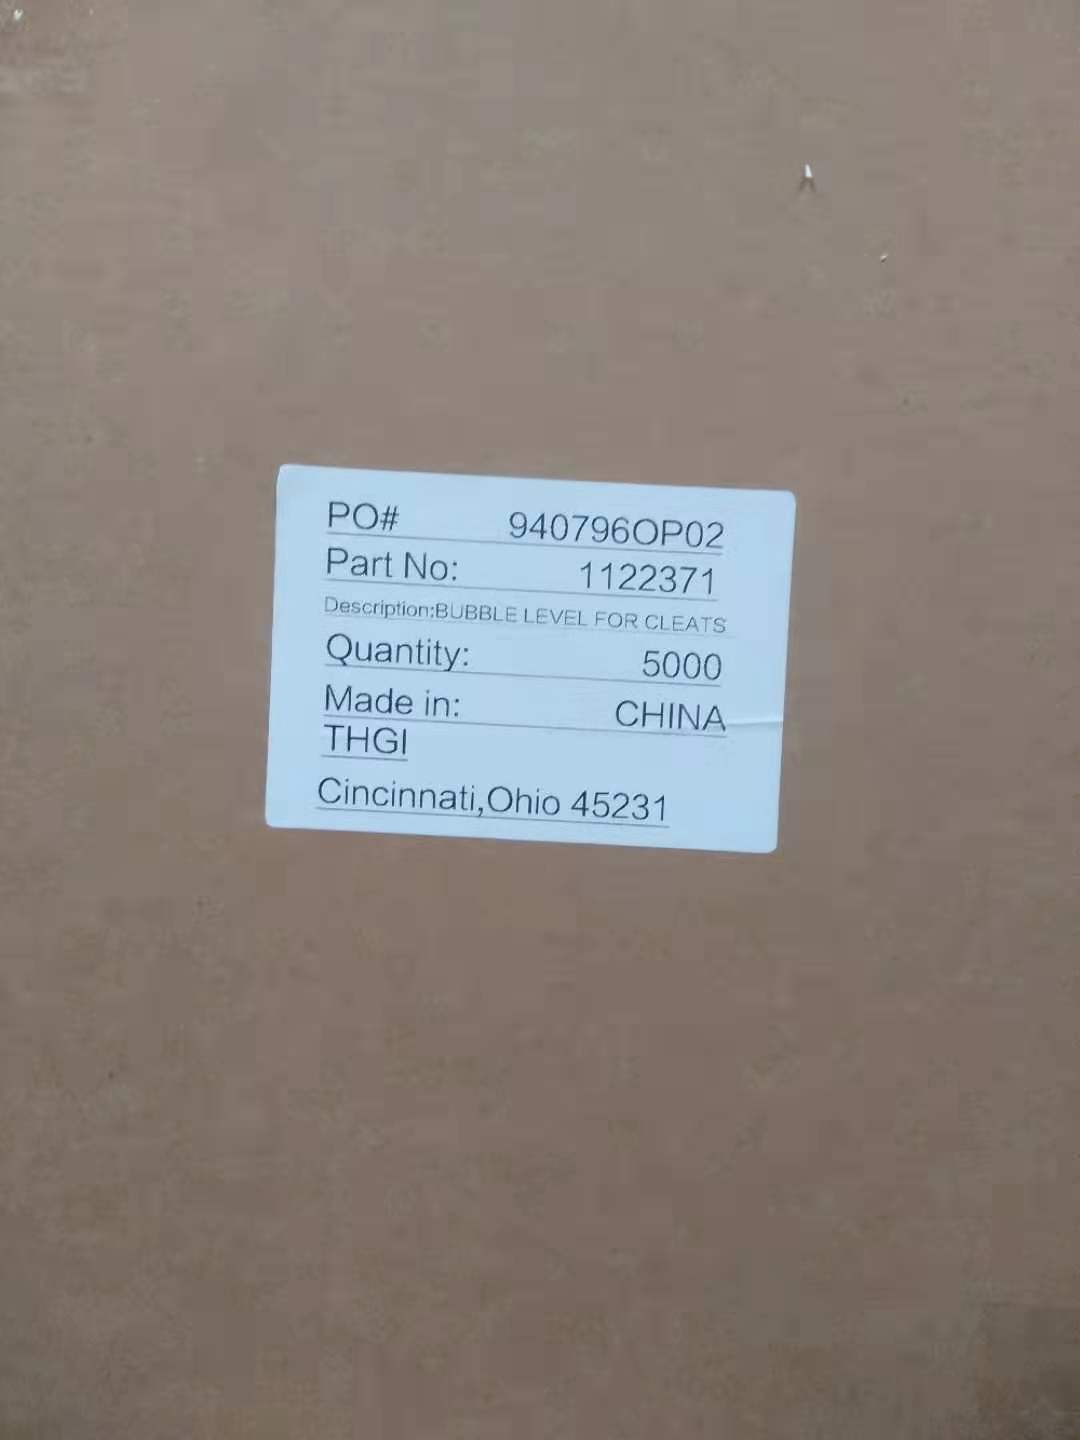 PO# 940796OP02
Part No: 1122371
Description:BUBBLE LEVEL FOR CLEATS
Quantity: 5000
Made in: CHINA
THGI
Cincinnati,Ohio 45231